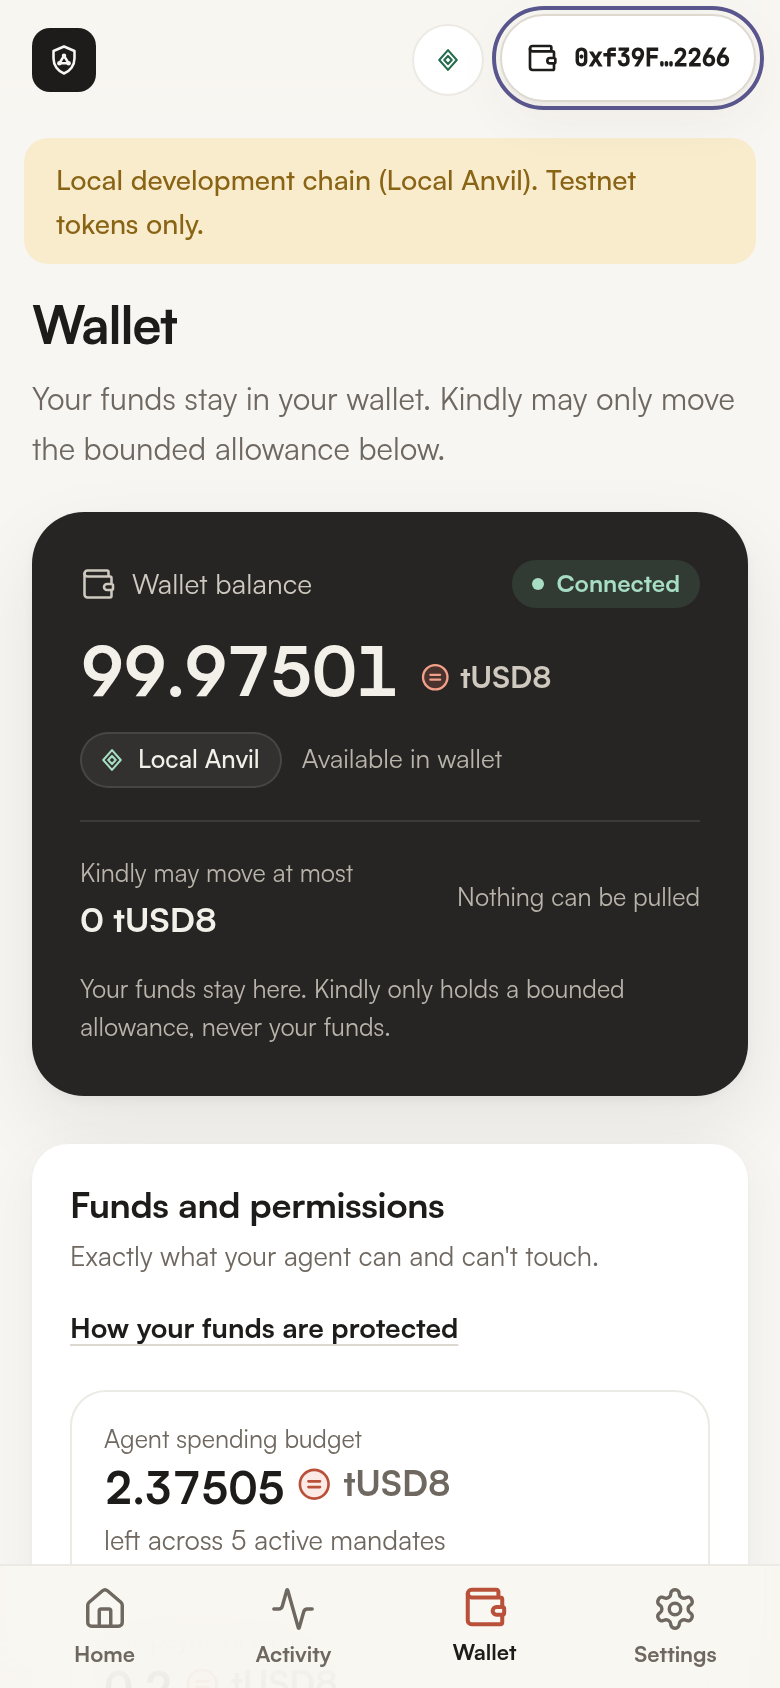 0xf39F…2266
Local development chain (Local Anvil). Testnet
tokens only.
Wallet
Your funds stay in your wallet. Kindly may only move
the bounded allowance below.
Wallet balance
Connected
99.97501 tUSD8
Local Anvil
Available in wallet
Kindly may move at most
0 tUSD8
Nothing can be pulled
Your funds stay here. Kindly only holds a bounded
allowance, never your funds.
Funds and permissions
Exactly what your agent can and can't touch.
How your funds are protected
Agent spending budget
2.37505 tUSD8
left across 5 active mandates
0.2 tUSD8
Home
Activity
Wallet
Settings